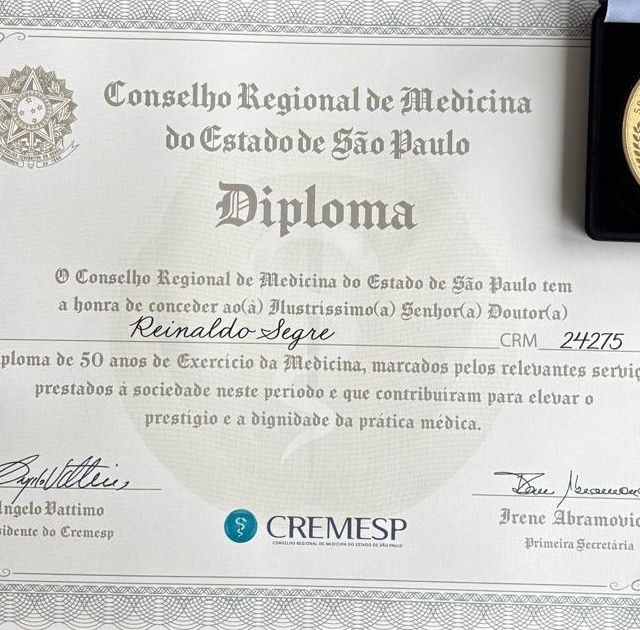 Conselho Regional de Medicina
do Estado de São Paulo
Diploma
O Conselho Regional de Medicina do Estado de São Paulo tem
a honra de conceder ao(à) Ilustríssimo(a) Senhor(a) Doutor(a)
Reinaldo Segre CRM 24275
ploma de 50 anos de Exercício da Medicina, marcados pelos relevantes serviç
prestados à sociedade neste período e que contribuíram para elevar o
prestígio e a dignidade da prática médica.
Angelo Vattimo
sidente do Cremesp
Irene Abramovic
Primeira Secretária
CREMESP
CONSELHO REGIONAL DE MEDICINA DO ESTADO DE SÃO PAULO